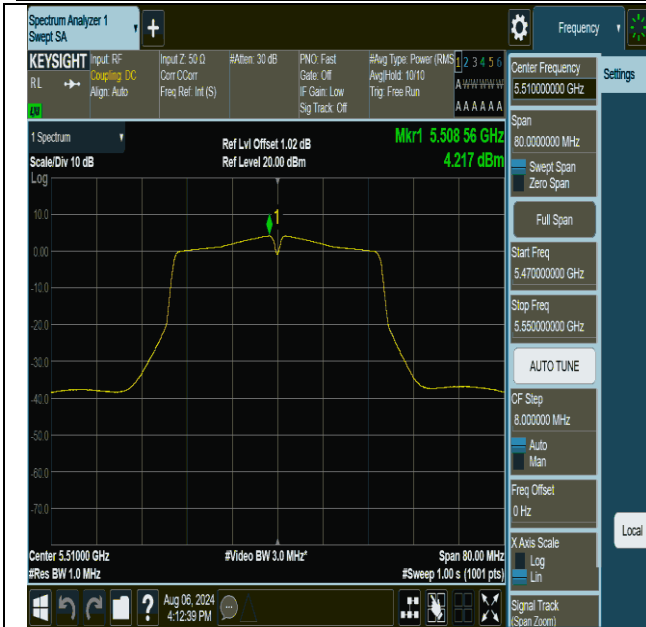 Spectrum Analyzer 1
Swept SA
+
Frequency
KEYSIGHT
RL
Input: RF
Coupling: DC
Align: Auto
Input Z: 50 Ω
Corr CCorr
Freq Ref: Int (S)
#Atten: 30 dB
PNO: Fast
Gate: Off
IF Gain: Low
Sig Track: Off
#Avg Type: Power (RMS
Avg|Hold: 10/10
Trig: Free Run
1 2 3 4 5 6
A W W W W W
A A A A A A
1 Spectrum
Scale/Div 10 dB
Log
Ref Lvl Offset 1.02 dB
Ref Level 20.00 dBm
Mkr1 5.508 56 GHz
4.217 dBm
10.0
0.00
-10.0
-20.0
-30.0
-40.0
-50.0
-60.0
-70.0
1
Center 5.51000 GHz
#Res BW 1.0 MHz
#Video BW 3.0 MHz*
Span 80.00 MHz
#Sweep 1.00 s (1001 pts)
Center Frequency
5.510000000 GHz
Span
80.0000000 MHz
Swept Span
Zero Span
Full Span
Start Freq
5.470000000 GHz
Stop Freq
5.550000000 GHz
AUTO TUNE
CF Step
8.000000 MHz
Auto
Man
Freq Offset
0 Hz
X Axis Scale
Log
Lin
Signal Track
(Span Zoom)
Settings
Local
?
Aug 06, 2024
4:12:39 PM